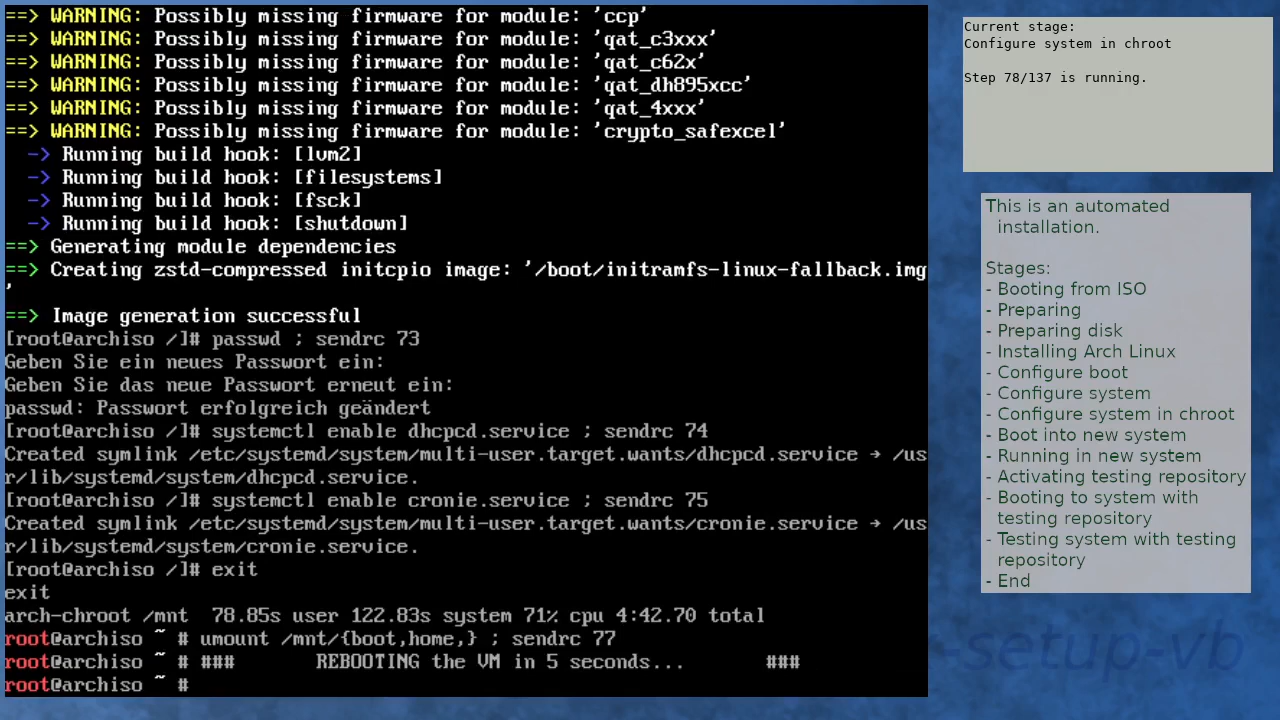 ==> WARNING: Possibly missing firmware for module: 'ccp'
==> WARNING: Possibly missing firmware for module: 'qat_c3xxx'
==> WARNING: Possibly missing firmware for module: 'qat_c62x'
==> WARNING: Possibly missing firmware for module: 'qat_dh895xcc'
==> WARNING: Possibly missing firmware for module: 'qat_4xxx'
==> WARNING: Possibly missing firmware for module: 'crypto_safexcel'
  -> Running build hook: [lvm2]
  -> Running build hook: [filesystems]
  -> Running build hook: [fsck]
  -> Running build hook: [shutdown]
==> Generating module dependencies
==> Creating zstd-compressed initcpio image: '/boot/initramfs-linux-fallback.img
'
==> Image generation successful
[root@archiso /]# passwd ; sendrc 73
Geben Sie ein neues Passwort ein:
Geben Sie das neue Passwort erneut ein:
passwd: Passwort erfolgreich geändert
[root@archiso /]# systemctl enable dhcpcd.service ; sendrc 74
Created symlink /etc/systemd/system/multi-user.target.wants/dhcpcd.service → /us
r/lib/systemd/system/dhcpcd.service.
[root@archiso /]# systemctl enable cronie.service ; sendrc 75
Created symlink /etc/systemd/system/multi-user.target.wants/cronie.service → /us
r/lib/systemd/system/cronie.service.
[root@archiso /]# exit
exit
arch-chroot /mnt  78.85s user 122.83s system 71% cpu 4:42.70 total
root@archiso ~ # umount /mnt/{boot,home,} ; sendrc 77
root@archiso ~ # ###       REBOOTING the VM in 5 seconds...       ###
root@archiso ~ #
Current stage:
Configure system in chroot
Step 78/137 is running.
This is an automated
installation.
Stages:
- Booting from ISO
- Preparing
- Preparing disk
- Installing Arch Linux
- Configure boot
- Configure system
- Configure system in chroot
- Boot into new system
- Running in new system
- Activating testing repository
- Booting to system with
testing repository
- Testing system with testing
repository
- End
-setup-vb